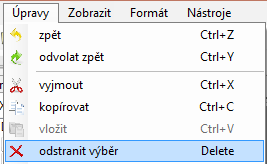 Úpravy Zobrazit Formát Nástroje
zpět Ctrl+Z
odvolat zpět Ctrl+Y
vyjmout Ctrl+X
kopírovat Ctrl+C
vložit Ctrl+V
odstranit výběr Delete